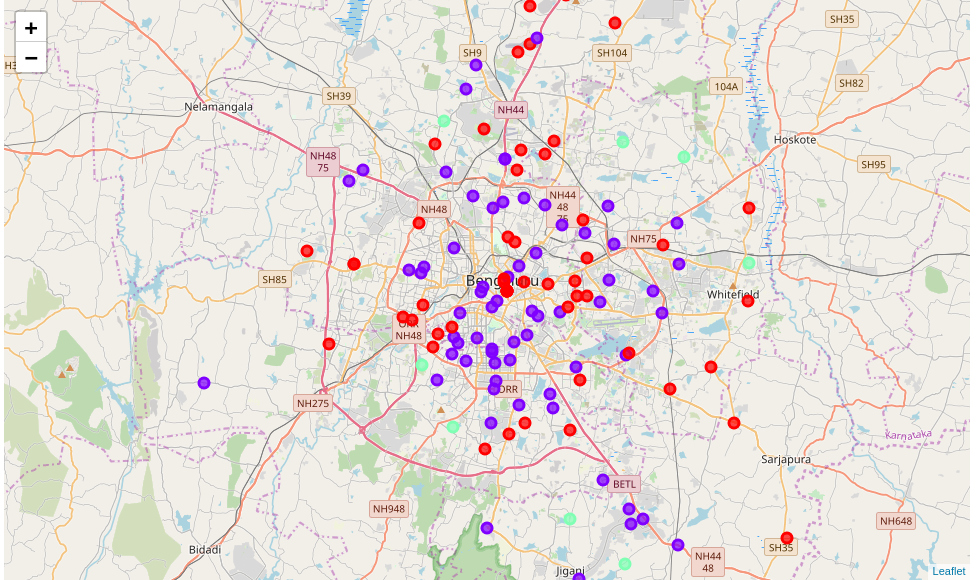 +
−
SH35
SH9
SH104
SH39
104A
SH82
Nelamangala
NH44
Hoskote
NH48
75
SH95
NH48
NH44
48
75
NH75
SH85
Bengaluru
Whitefield
NH48
NH275
ORR
Karnataka
Sarjapura
BETL
NH948
NH648
Bidadi
SH35
NH44
48
Jigani
Leaflet